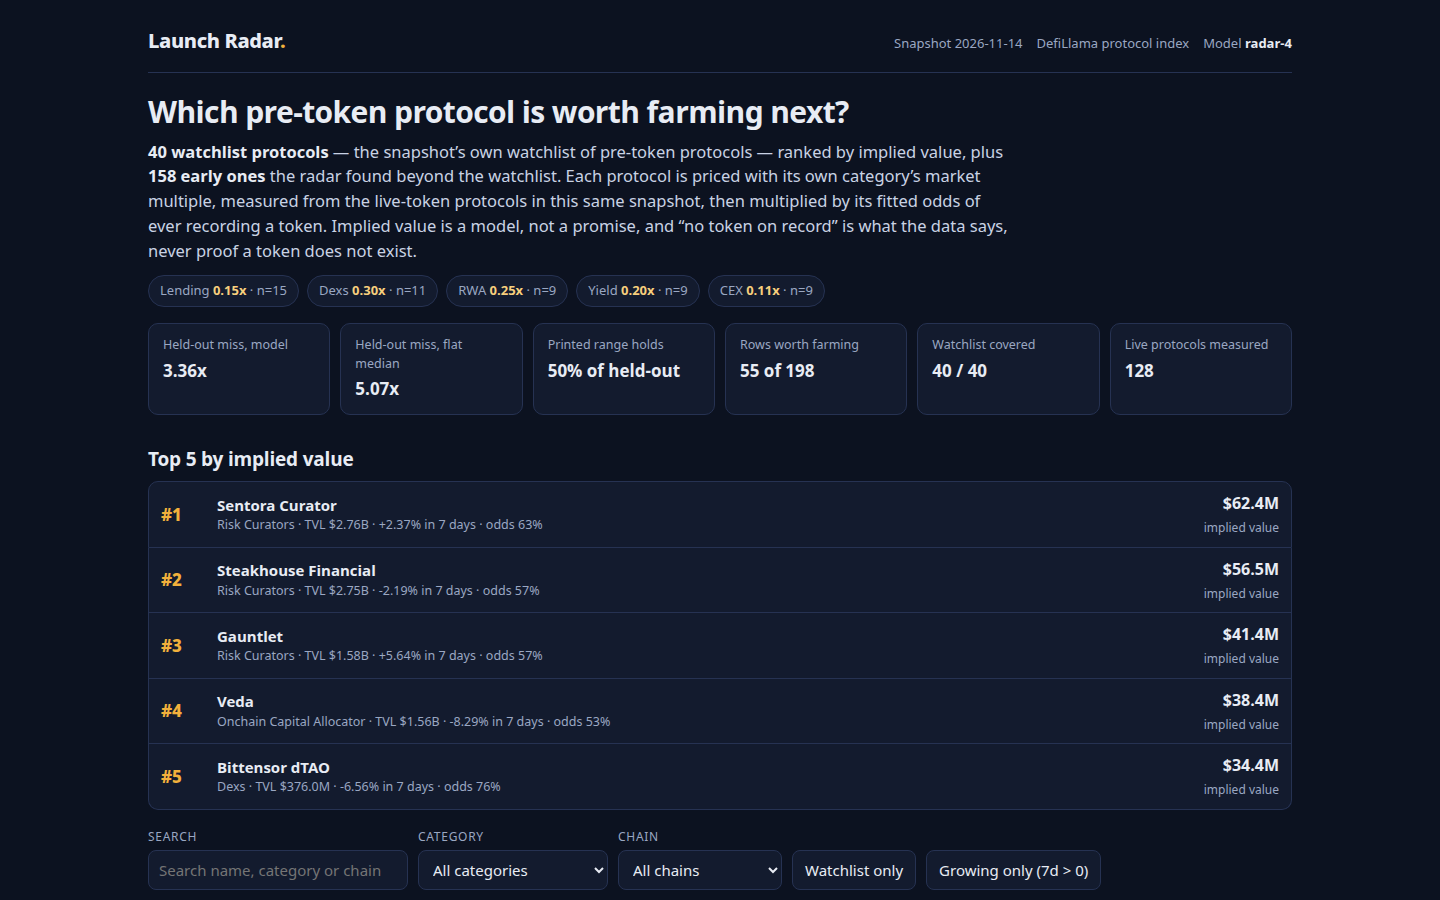 Launch Radar.
Snapshot 2026-11-14 DefiLlama protocol index Model radar-4
Which pre-token protocol is worth farming next?
40 watchlist protocols — the snapshot’s own watchlist of pre-token protocols — ranked by implied value, plus
158 early ones the radar found beyond the watchlist. Each protocol is priced with its own category’s market
multiple, measured from the live-token protocols in this same snapshot, then multiplied by its fitted odds of
ever recording a token. Implied value is a model, not a promise, and “no token on record” is what the data says,
never proof a token does not exist.
Lending 0.15x · n=15
Dexs 0.30x · n=11
RWA 0.25x · n=9
Yield 0.20x · n=9
CEX 0.11x · n=9
Held-out miss, model
3.36x
Held-out miss, flat
median
5.07x
Printed range holds
50% of held-out
Rows worth farming
55 of 198
Watchlist covered
40 / 40
Live protocols measured
128
Top 5 by implied value
#1
Sentora Curator
Risk Curators · TVL $2.76B · +2.37% in 7 days · odds 63%
$62.4M
implied value
#2
Steakhouse Financial
Risk Curators · TVL $2.75B · -2.19% in 7 days · odds 57%
$56.5M
implied value
#3
Gauntlet
Risk Curators · TVL $1.58B · +5.64% in 7 days · odds 57%
$41.4M
implied value
#4
Veda
Onchain Capital Allocator · TVL $1.56B · -8.29% in 7 days · odds 53%
$38.4M
implied value
#5
Bittensor dTAO
Dexs · TVL $376.0M · -6.56% in 7 days · odds 76%
$34.4M
implied value
SEARCH
Search name, category or chain
CATEGORY
All categories
CHAIN
All chains
Watchlist only
Growing only (7d > 0)